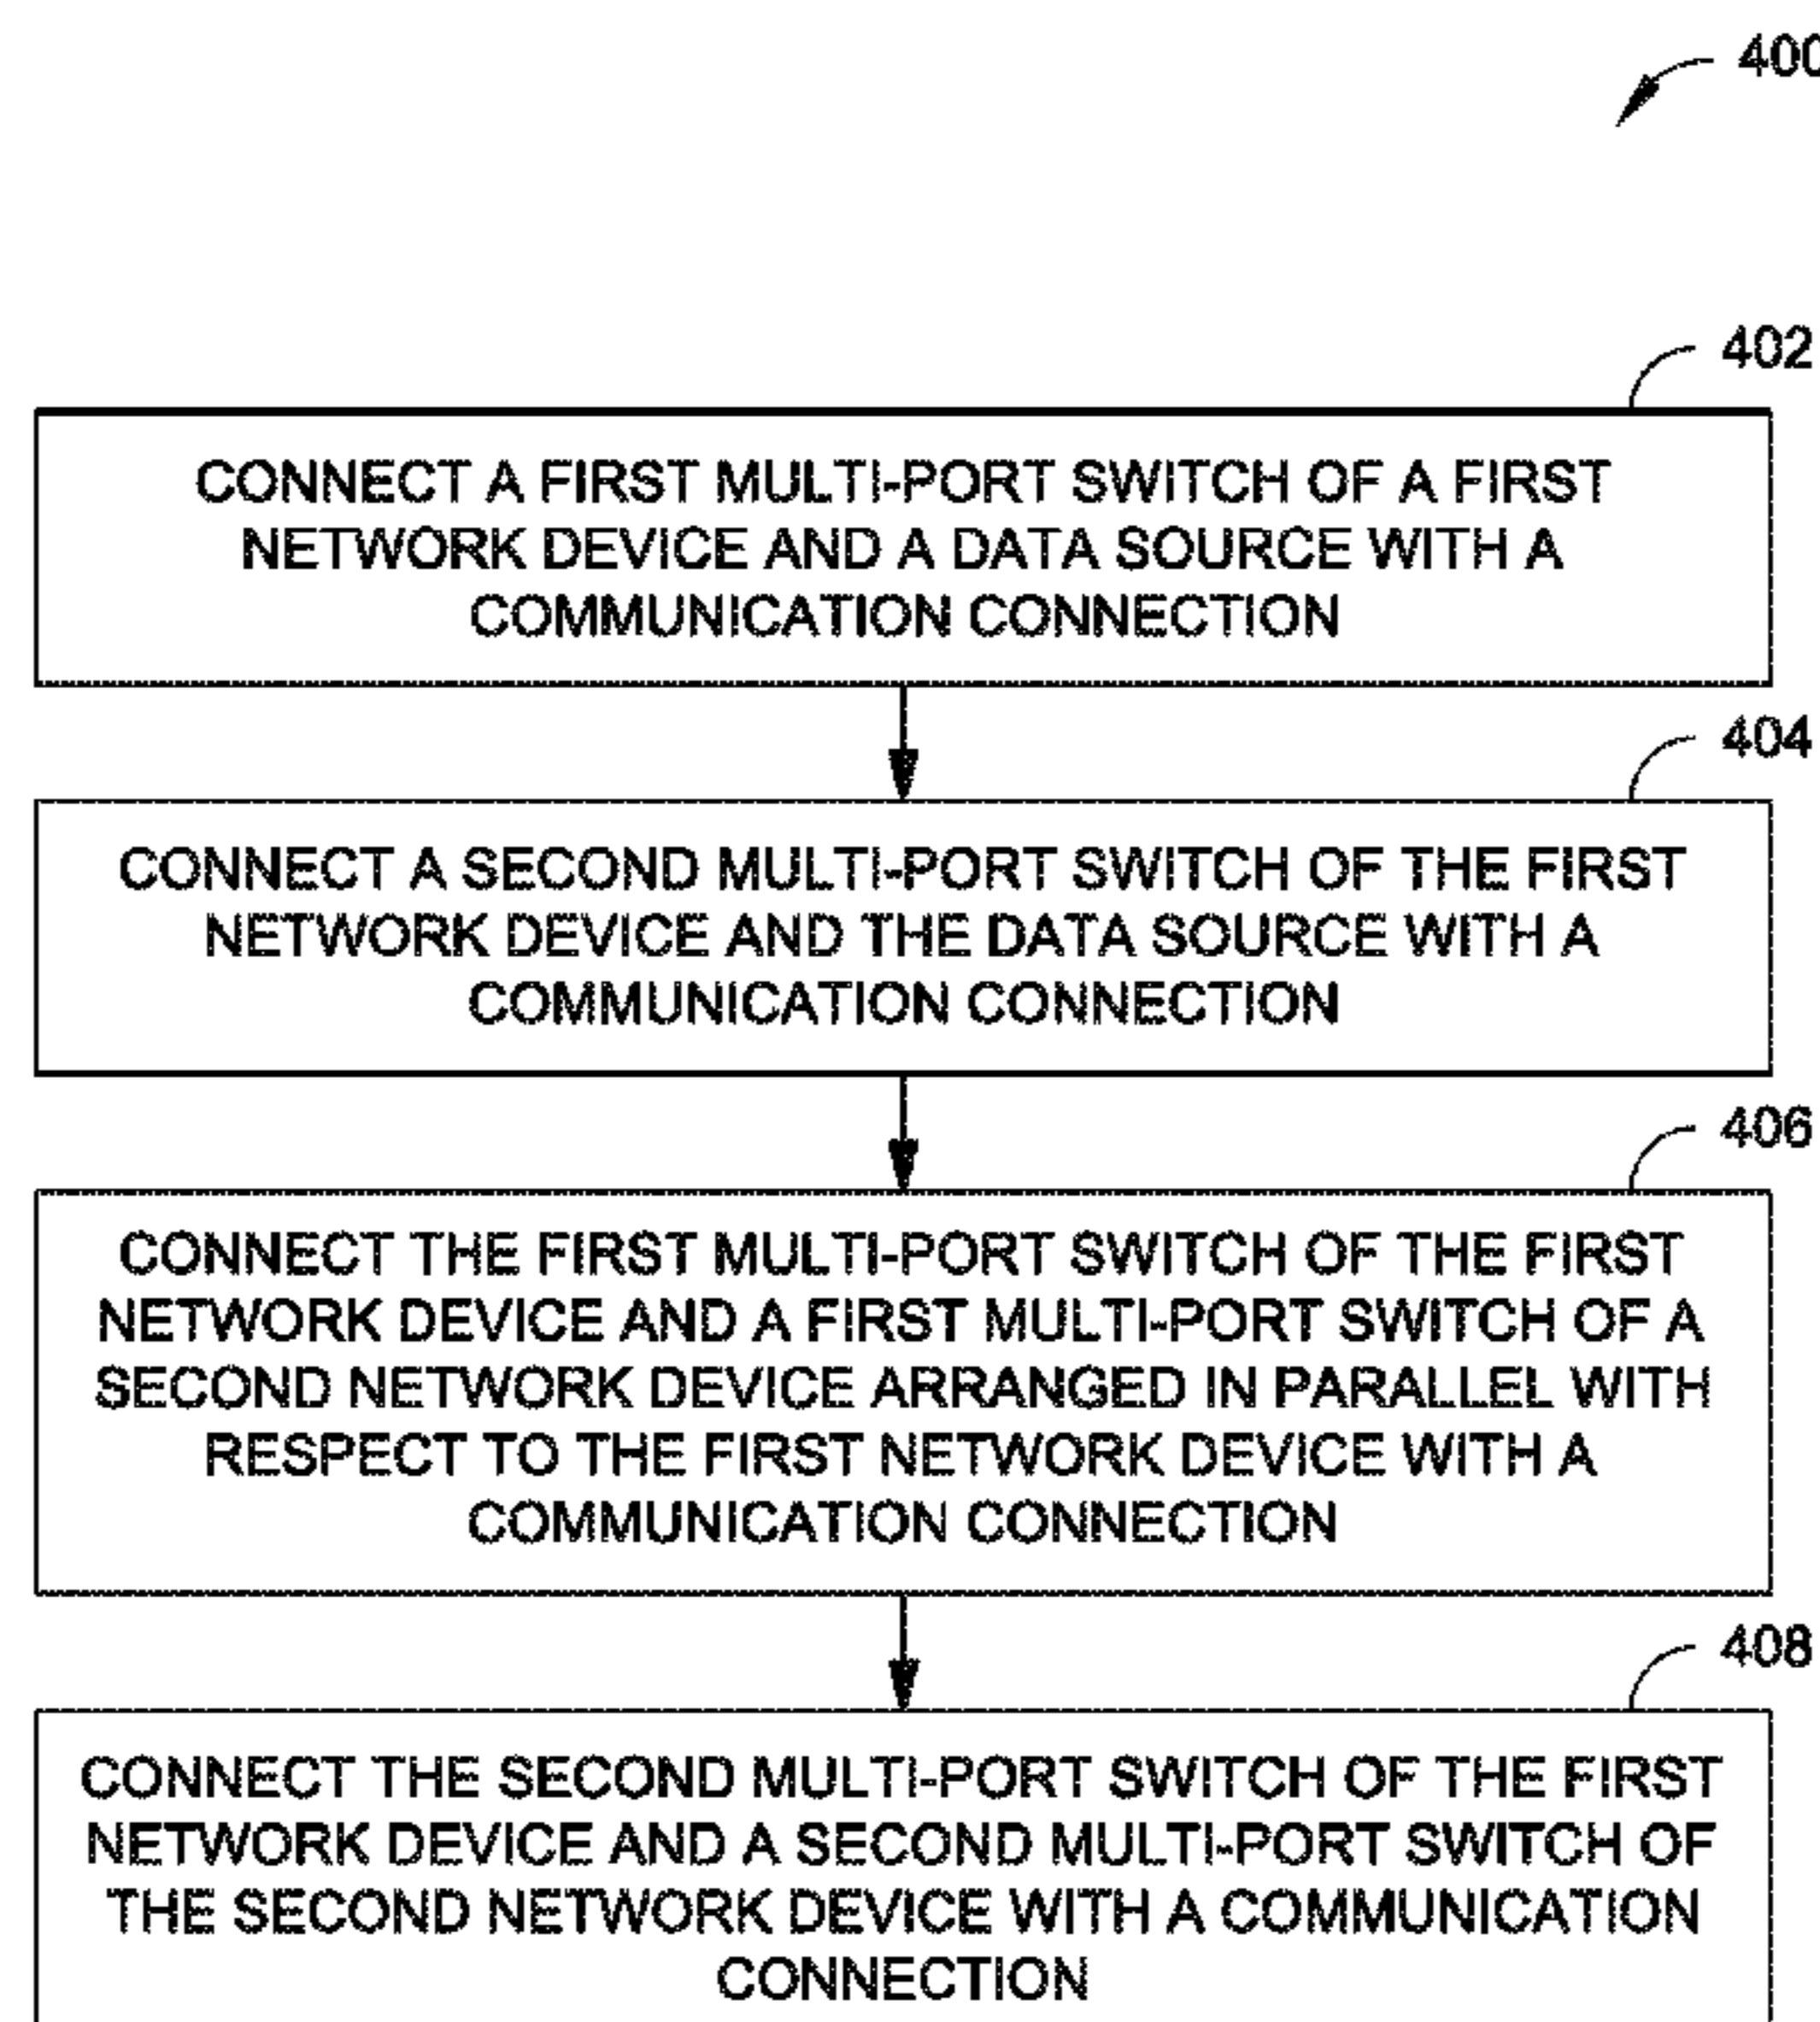 400
402
CONNECT A FIRST MULTI-PORT SWITCH OF A FIRST
NETWORK DEVICE AND A DATA SOURCE WITH A
COMMUNICATION CONNECTION
404
CONNECT A SECOND MULTI-PORT SWITCH OF THE FIRST
NETWORK DEVICE AND THE DATA SOURCE WITH A
COMMUNICATION CONNECTION
406
CONNECT THE FIRST MULTI-PORT SWITCH OF THE FIRST
NETWORK DEVICE AND A FIRST MULTI-PORT SWITCH OF A
SECOND NETWORK DEVICE ARRANGED IN PARALLEL WITH
RESPECT TO THE FIRST NETWORK DEVICE WITH A
COMMUNICATION CONNECTION
408
CONNECT THE SECOND MULTI-PORT SWITCH OF THE FIRST
NETWORK DEVICE AND A SECOND MULTI-PORT SWITCH OF
THE SECOND NETWORK DEVICE WITH A COMMUNICATION
CONNECTION